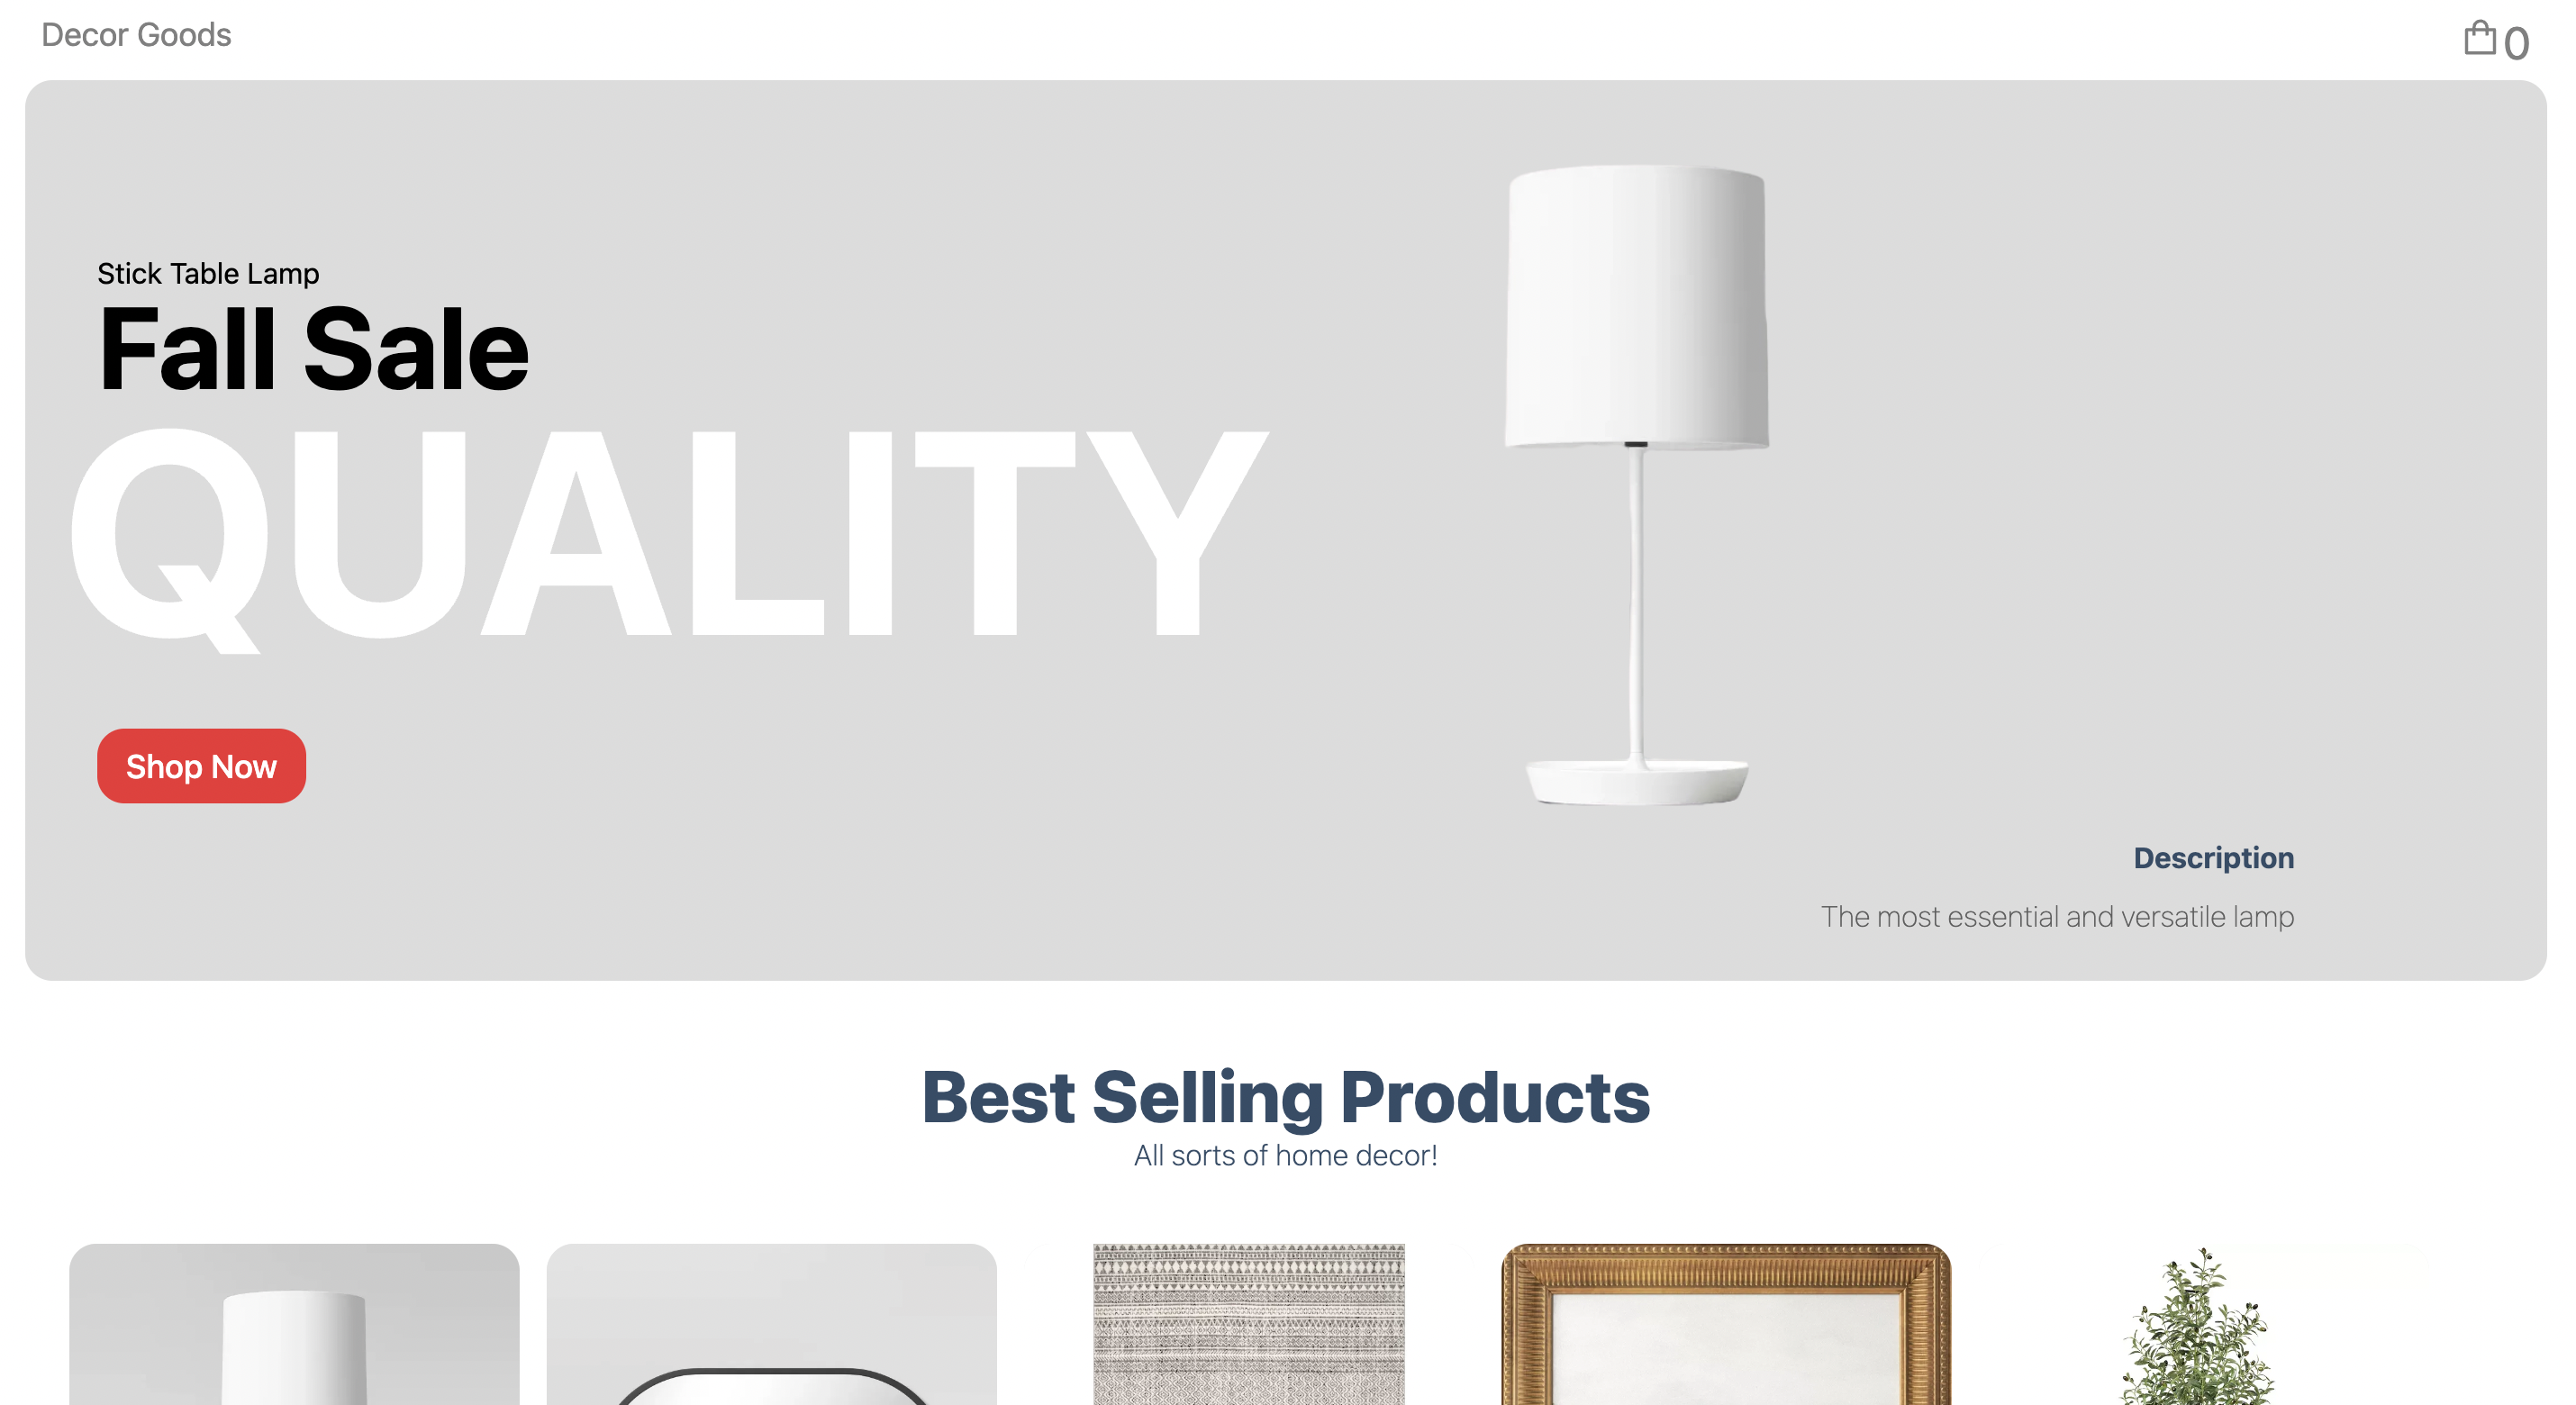 Decor Goods
0
Stick Table Lamp
Fall Sale
QUALITY
Shop Now
Description
The most essential and versatile lamp
Best Selling Products
All sorts of home decor!